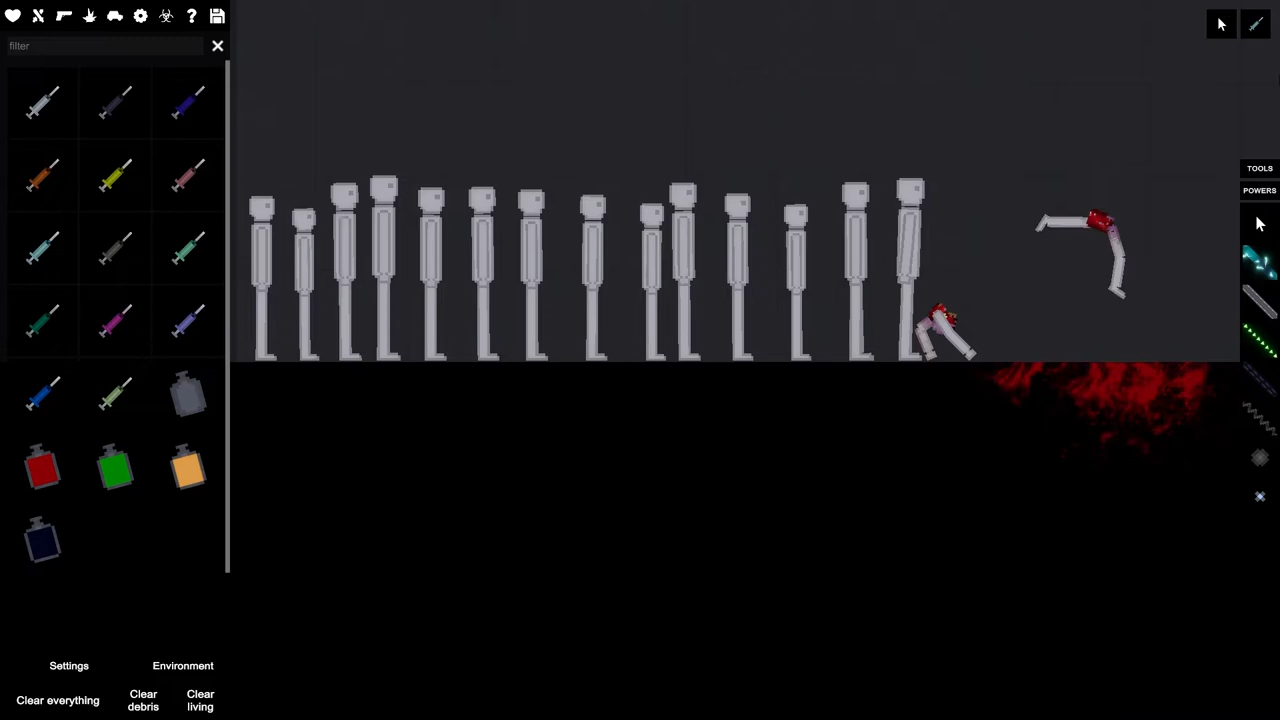 filter
TOOLS
POWERS
Settings
Environment
Clear everything
Clear
debris
Clear
living